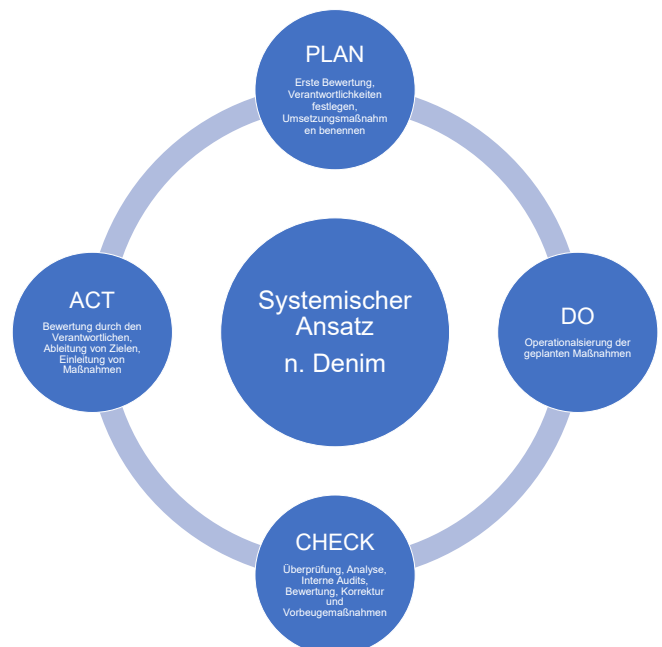 PLAN
Erste Bewertung,
Verantwortlichkeiten
festlegen,
Umsetzungsmaßnahm
en benennen
ACT
Bewertung durch den
Verantwortlichen,
Ableitung von Zielen,
Einleitung von
Maßnahmen
Systemischer
Ansatz
n. Denim
DO
Operationalsierung der
geplanten Maßnahmen
CHECK
Überprüfung, Analyse,
Interne Audits,
Bewertung, Korrektur
und
Vorbeugemaßnahmen